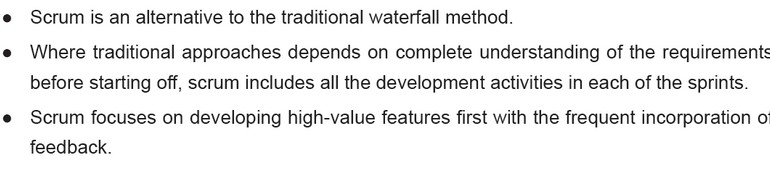 ● Scrum is an alternative to the traditional waterfall method.
● Where traditional approaches depends on complete understanding of the requirements
before starting off, scrum includes all the development activities in each of the sprints.
● Scrum focuses on developing high-value features first with the frequent incorporation of
feedback.